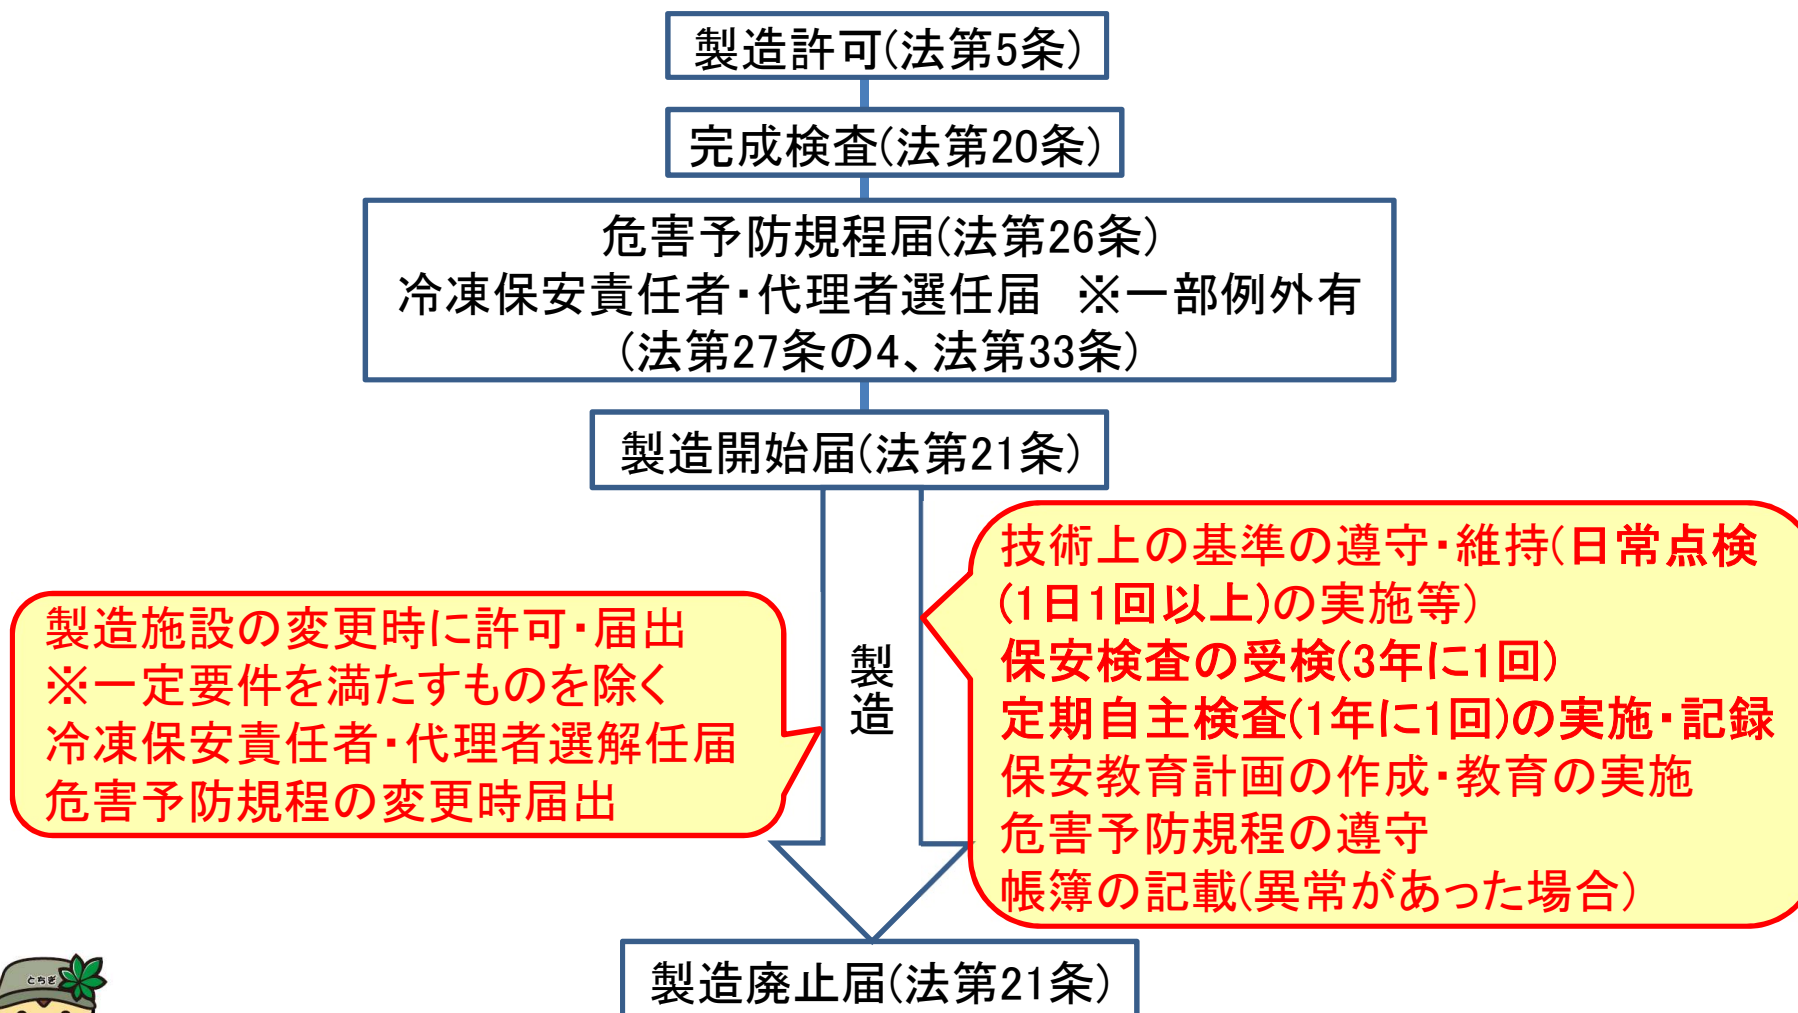 製造許可(法第5条)
完成検査(法第20条)
危害予防規程届(法第26条)
冷凍保安責任者・代理者選任届　※一部例外有
(法第27条の4、法第33条)
製造開始届(法第21条)
製造施設の変更時に許可・届出
※一定要件を満たすものを除く
冷凍保安責任者・代理者選解任届
危害予防規程の変更時届出
製造
技術上の基準の遵守・維持(日常点検
(1日1回以上)の実施等)
保安検査の受検(3年に1回)
定期自主検査(1年に1回)の実施・記録
保安教育計画の作成・教育の実施
危害予防規程の遵守
帳簿の記載(異常があった場合)
製造廃止届(法第21条)
とちぎ